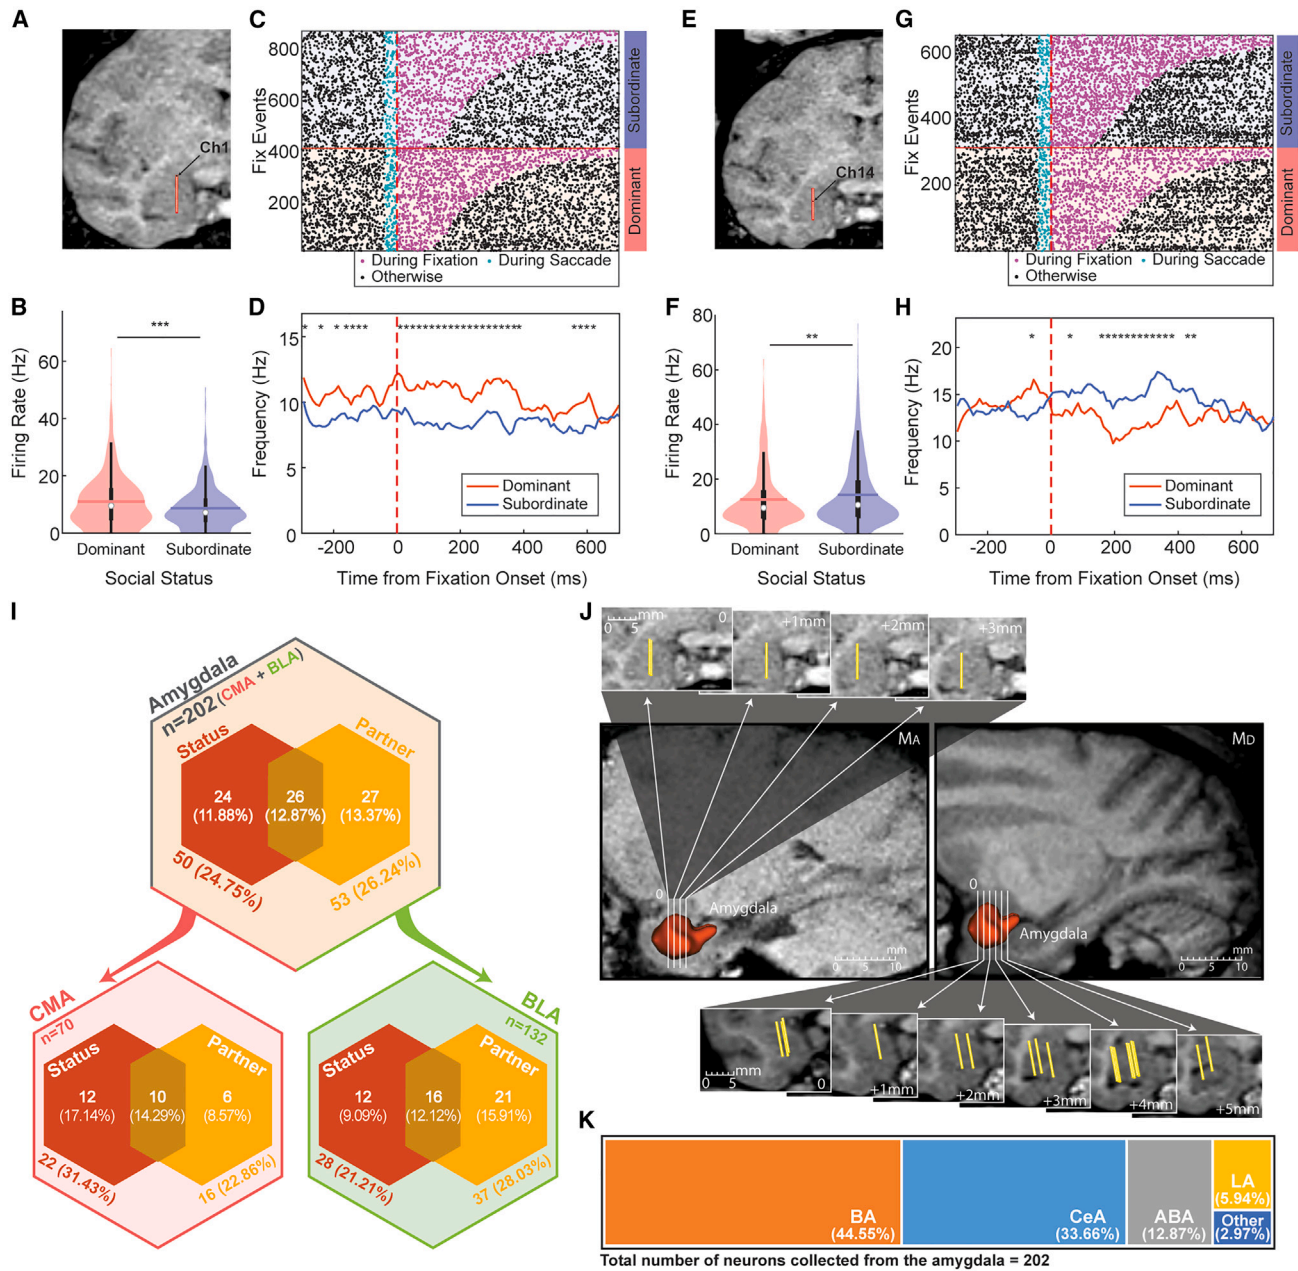 A
Ch1
C
Fix Events
800
600
400
200
Subordinate
Dominant
• During Fixation • During Saccade
• Otherwise
E
Ch14
G
Fix Events
600
400
200
Subordinate
Dominant
• During Fixation • During Saccade
• Otherwise
B
Firing Rate (Hz)
60
40
20
0
***
Dominant Subordinate
Social Status
D
Frequency (Hz)
15
10
5
0
* * * **** ********************* ****
Dominant
Subordinate
-200 0 200 400 600
Time from Fixation Onset (ms)
F
Firing Rate (Hz)
80
60
40
20
0
**
Dominant Subordinate
Social Status
H
Frequency (Hz)
20
15
10
5
0
* * ************* **
Dominant
Subordinate
-200 0 200 400 600
Time from Fixation Onset (ms)
I
Amygdala
n=202 (CMA + BLA)
Status
Partner
24 26 27
(11.88%) (12.87%) (13.37%)
50 (24.75%)
53 (26.24%)
CMA
n=70
Status
Partner
12 10 6
(17.14%) (14.29%) (8.57%)
22 (31.43%)
16 (22.86%)
BLA
n=132
Status
Partner
12 16 21
(9.09%) (12.12%) (15.91%)
28 (21.21%)
37 (28.03%)
J
mm
0 5
0
+1mm
+2mm
+3mm
MA
0
Amygdala
mm
0 5 10
MD
0
Amygdala
mm
0 5 10
mm
0 5
0
+1mm
+2mm
+3mm
+4mm
+5mm
K
BA
(44.55%)
CeA
(33.66%)
ABA
(12.87%)
LA
(5.94%)
Other
(2.97%)
Total number of neurons collected from the amygdala = 202